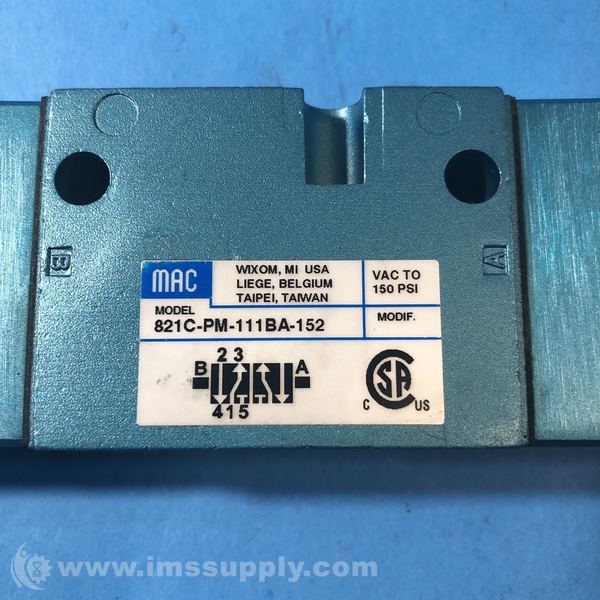 B
A
MAC
WIXOM, MI USA
LIEGE, BELGIUM
TAIPEI, TAIWAN
VAC TO
150 PSI
MODEL
821C-PM-111BA-152
MODIF.
2 3
B
A
4 1 5
C SA US
www.imssupply.com